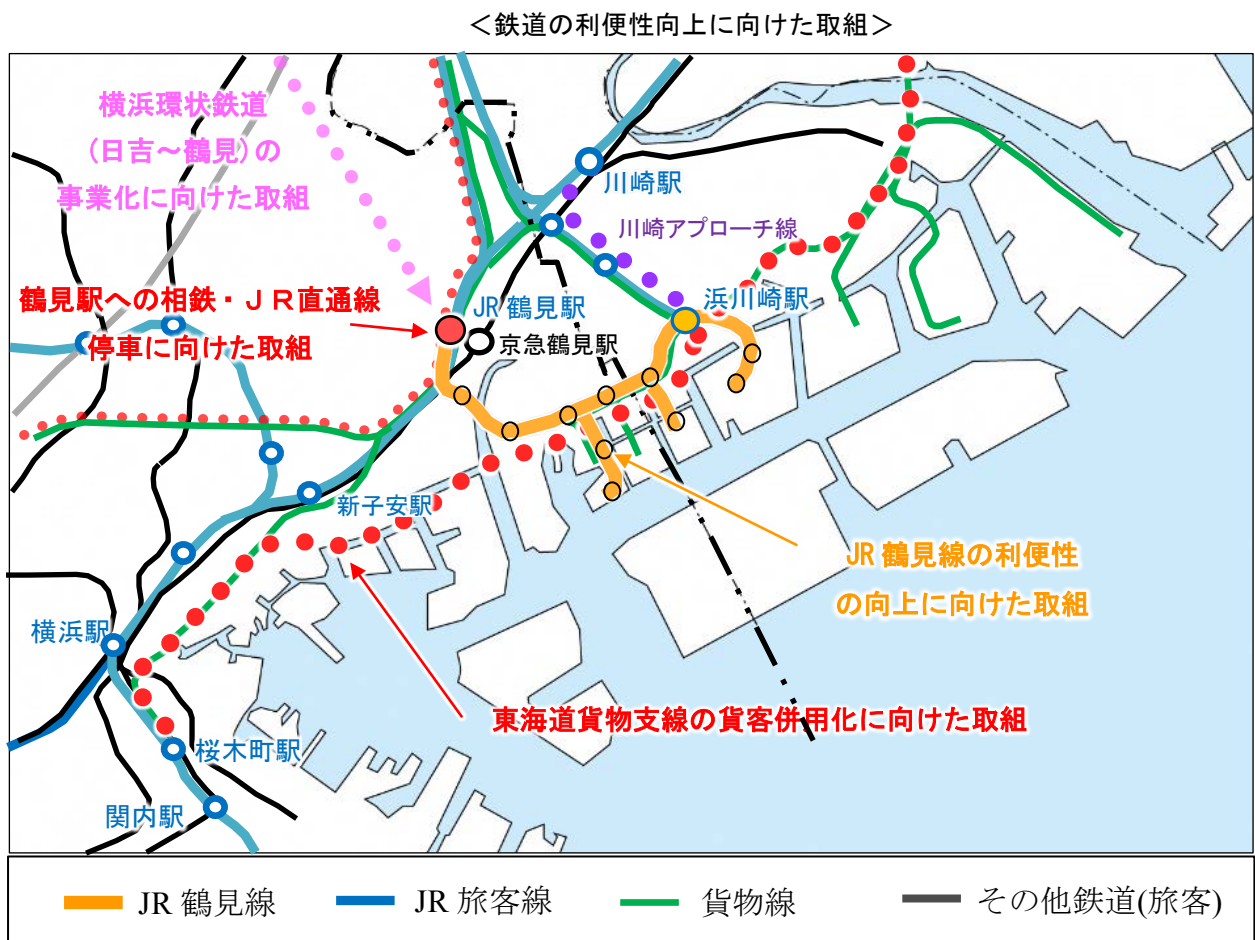 ＜鉄道の利便性向上に向けた取組＞
横浜環状鉄道
（日吉～鶴見）の
事業化に向けた取組
川崎駅
川崎アプローチ線
鶴見駅への相鉄・ＪＲ直通線
停車に向けた取組
JR 鶴見駅
京急鶴見駅
浜川崎駅
新子安駅
JR 鶴見線の利便性
の向上に向けた取組
横浜駅
東海道貨物支線の貨客併用化に向けた取組
桜木町駅
関内駅
JR 鶴見線
JR 旅客線
貨物線
その他鉄道(旅客)